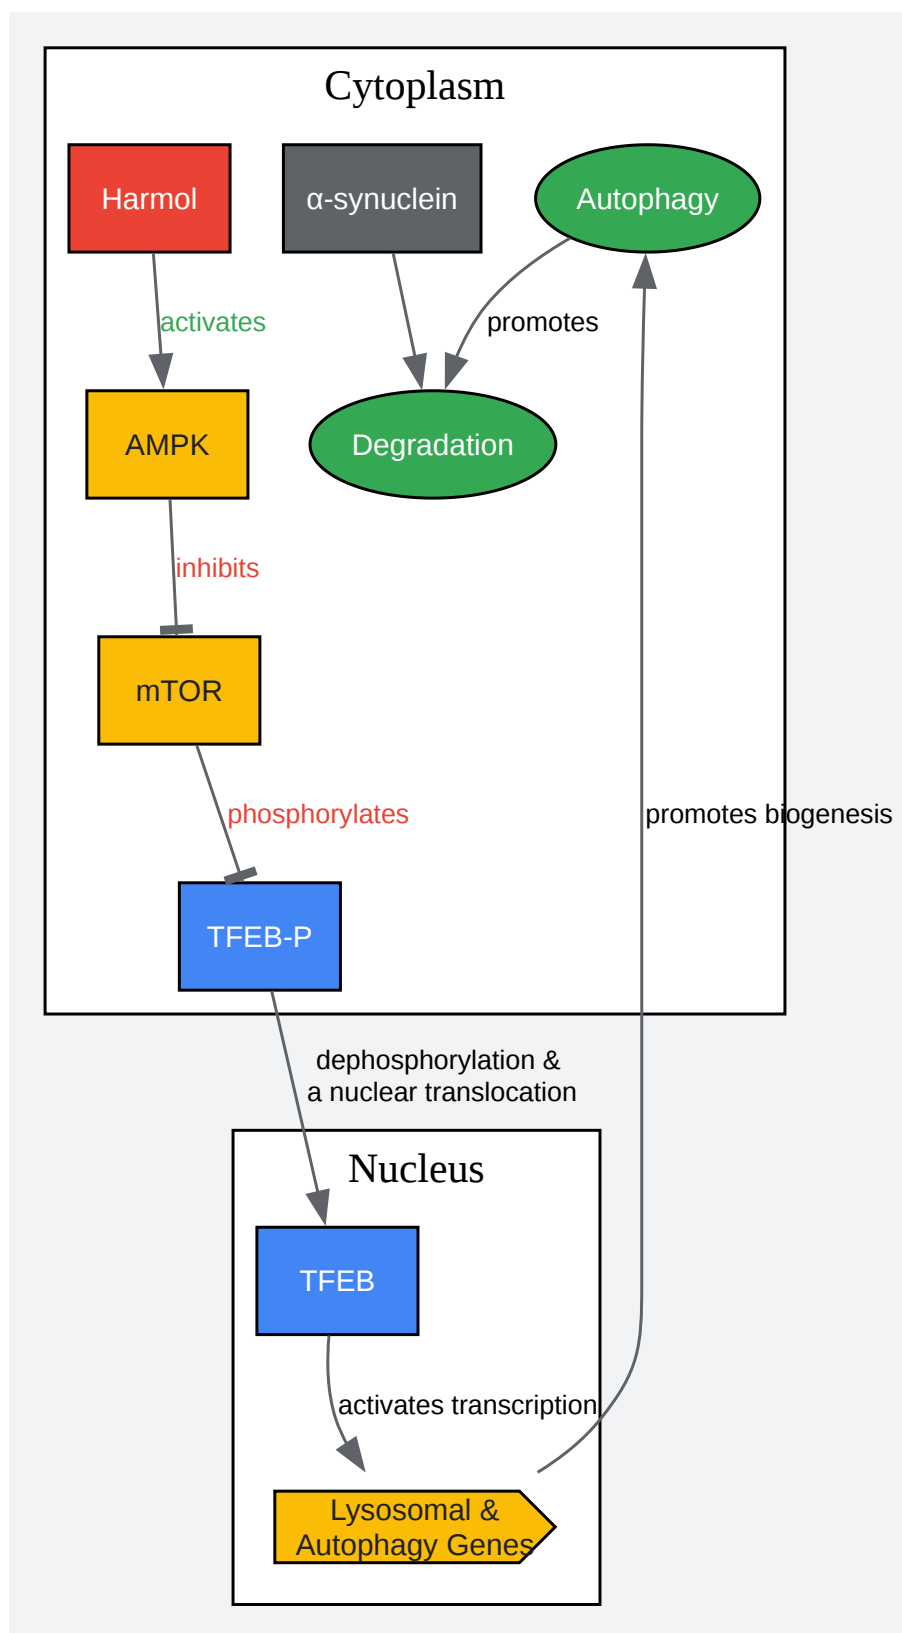 Cytoplasm
Harmol
α-synuclein
Autophagy
activates
promotes
AMPK
Degradation
inhibits
mTOR
phosphorylates
promotes biogenesis
TFEB-P
dephosphorylation &
a nuclear translocation
Nucleus
TFEB
activates transcription
Lysosomal &
Autophagy Genes